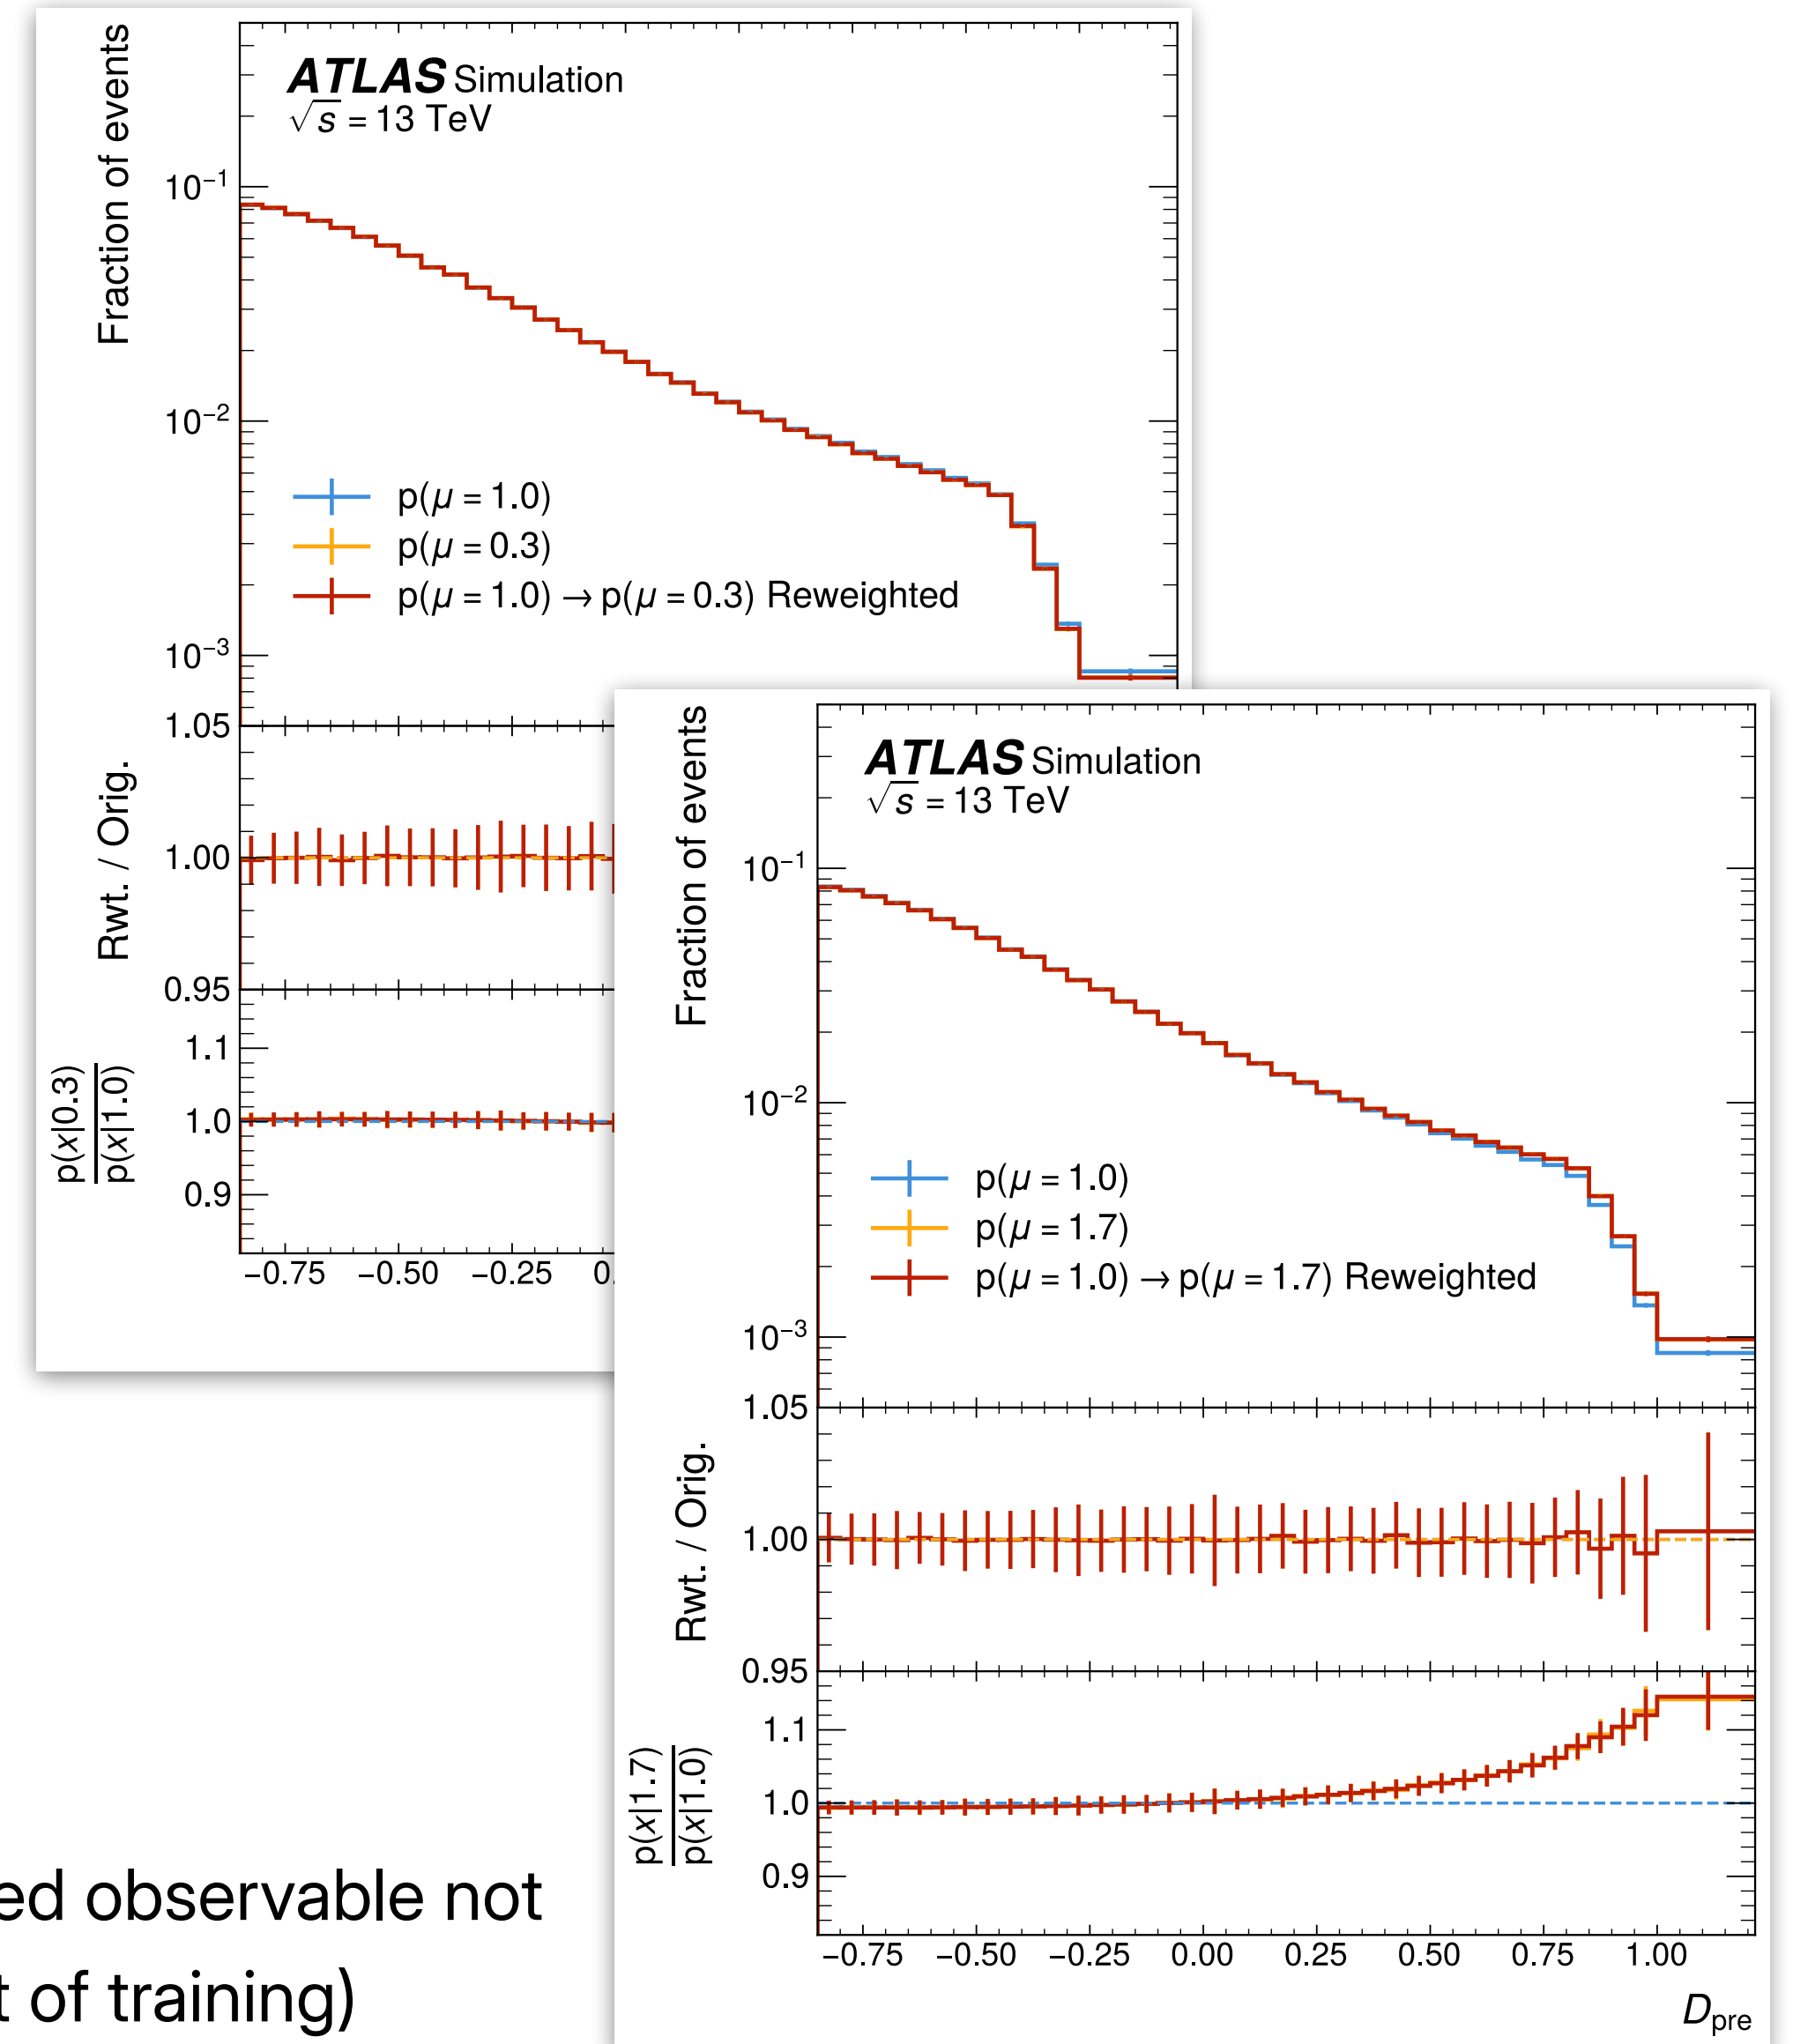 Fraction of events
ATLAS Simulation
√s = 13 TeV
10⁻¹
10⁻²
10⁻³
p(μ = 1.0)
p(μ = 0.3)
p(μ = 1.0) → p(μ = 0.3) Reweighted
Rwt. / Orig.
1.05
1.00
0.95
p(x|0.3)
p(x|1.0)
1.1
1.0
0.9
−0.75 −0.50 −0.25 0.
Fraction of events
ATLAS Simulation
√s = 13 TeV
10⁻¹
10⁻²
10⁻³
p(μ = 1.0)
p(μ = 1.7)
p(μ = 1.0) → p(μ = 1.7) Reweighted
Rwt. / Orig.
1.05
1.00
0.95
p(x|1.7)
p(x|1.0)
1.1
1.0
0.9
−0.75 −0.50 −0.25 0.00 0.25 0.50 0.75 1.00
D_pre
ed observable not
t of training)